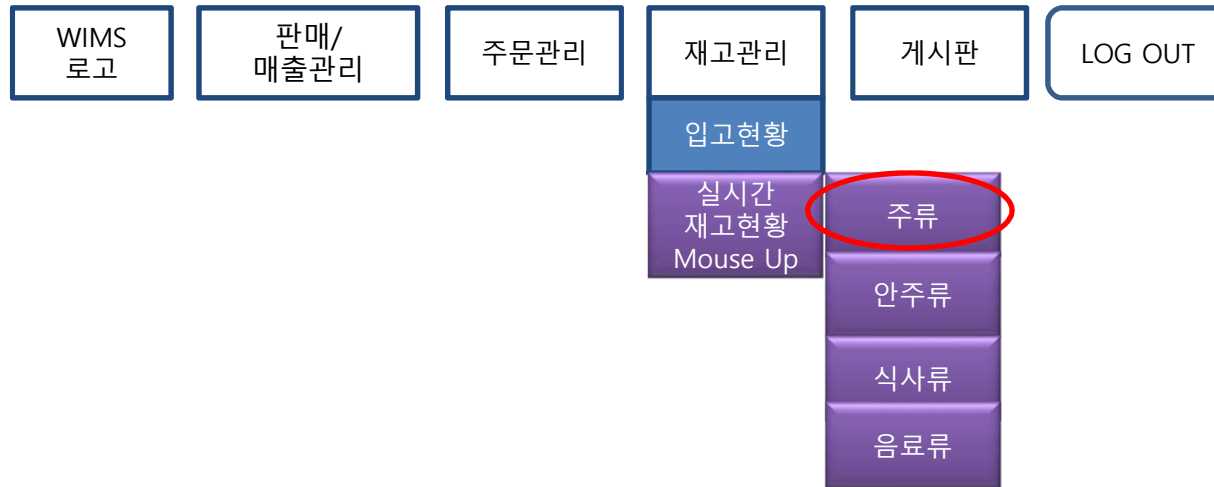 WIMS
로고
판매/
매출관리
주문관리
재고관리
게시판
LOG OUT
입고현황
실시간
재고현황
Mouse Up
주류
안주류
식사류
음료류